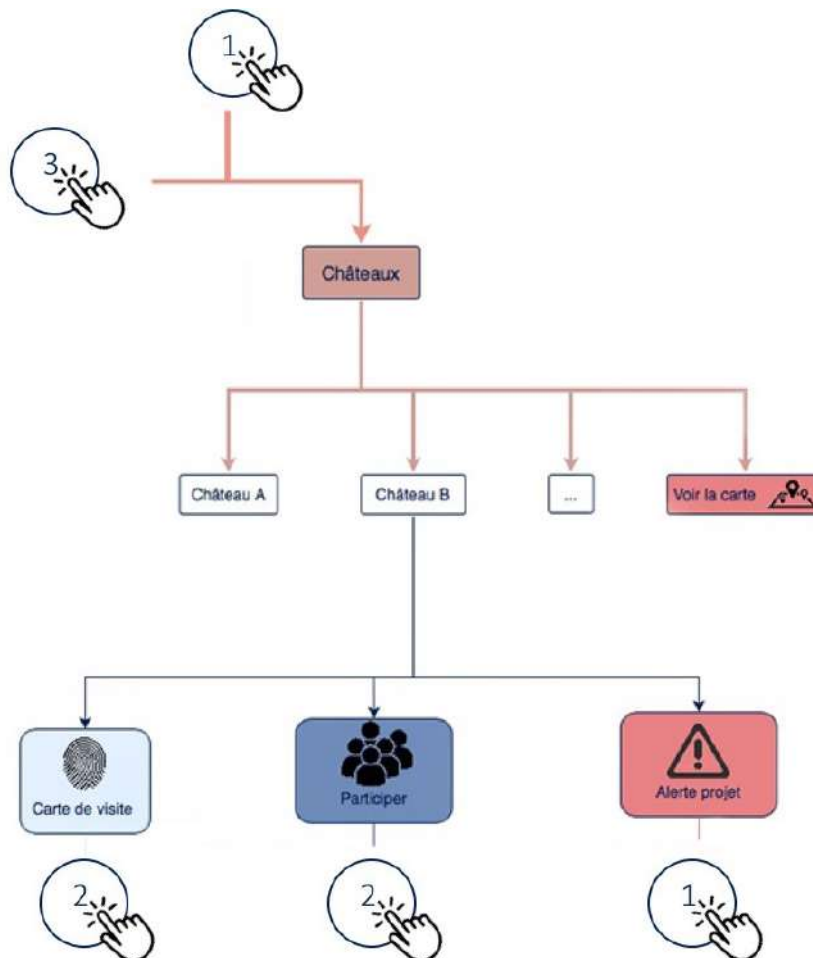 1
3
Châteaux
Château A
Château B
...
Voir la carte
Carte de visite
Participer
Alerte projet
2
2
1